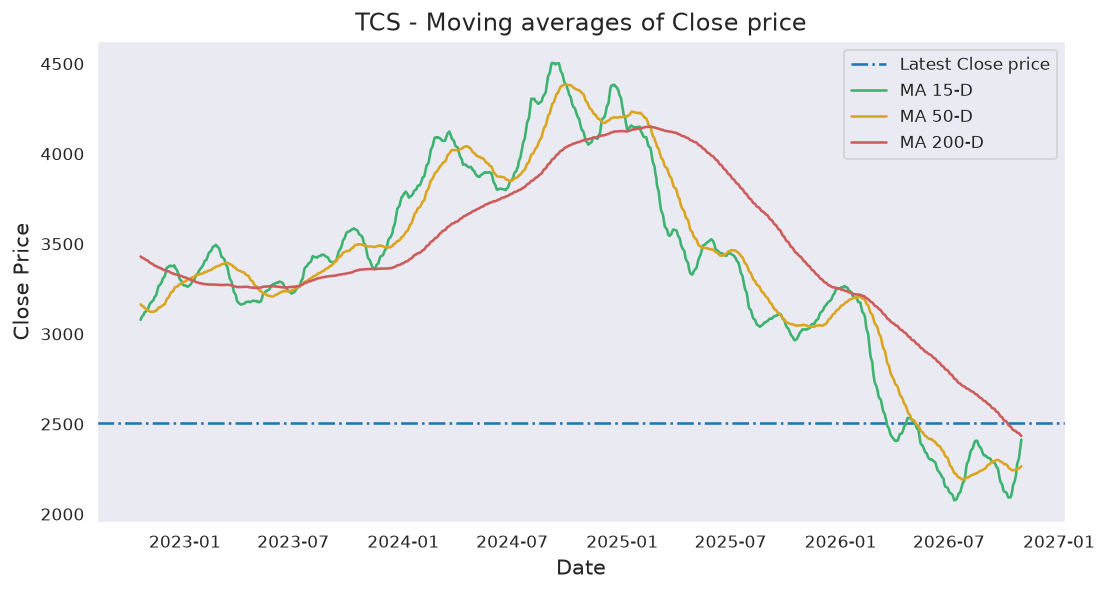 TCS - Moving averages of Close price
Latest Close price
MA 15-D
MA 50-D
MA 200-D
Close Price
4500
4000
3500
3000
2500
2000
2023-01 2023-07 2024-01 2024-07 2025-01 2025-07 2026-01 2026-07 2027-01
Date